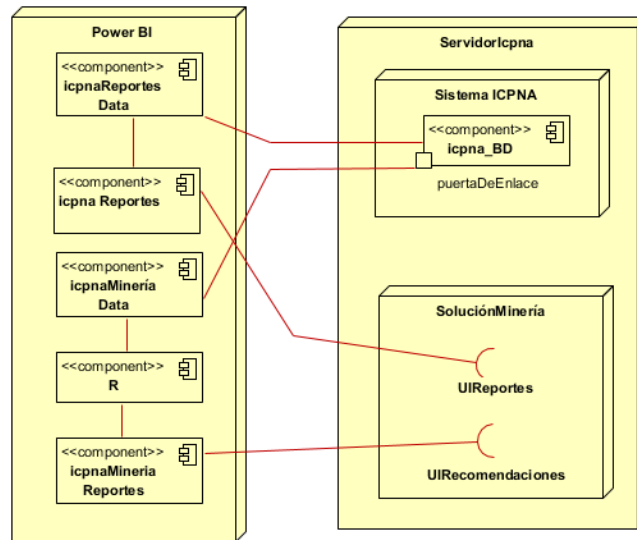 Power BI
<<component>>
icpnaReportes
Data
<<component>>
icpna Reportes
<<component>>
icpnaMinería
Data
<<component>>
R
<<component>>
icpnaMineria
Reportes
ServidorIcpna
Sistema ICPNA
<<component>>
icpna_BD
puertaDeEnlace
SoluciónMinería
UIReportes
UIRecomendaciones